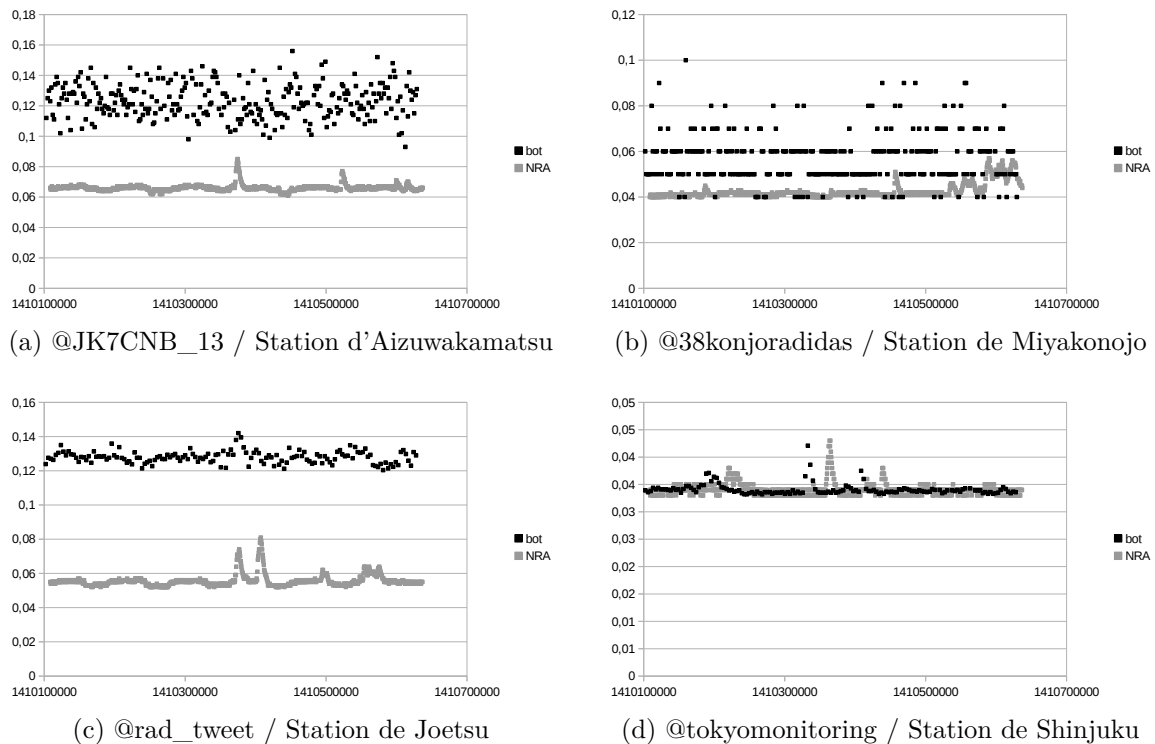 0,18
0,16
0,14
0,12
0,1
0,08
0,06
0,04
0,02
0
1410100000 1410300000 1410500000 1410700000
bot
NRA
(a) @JK7CNB_13 / Station d'Aizuwakamatsu
0,12
0,1
0,08
0,06
0,04
0,02
0
1410100000 1410300000 1410500000 1410700000
bot
NRA
(b) @38konjoradidas / Station de Miyakonojo
0,16
0,14
0,12
0,1
0,08
0,06
0,04
0,02
0
1410100000 1410300000 1410500000 1410700000
bot
NRA
(c) @rad_tweet / Station de Joetsu
0,05
0,05
0,04
0,04
0,03
0,03
0,02
0,02
0,01
0,01
0
1410100000 1410300000 1410500000 1410700000
bot
NRA
(d) @tokyomonitoring / Station de Shinjuku